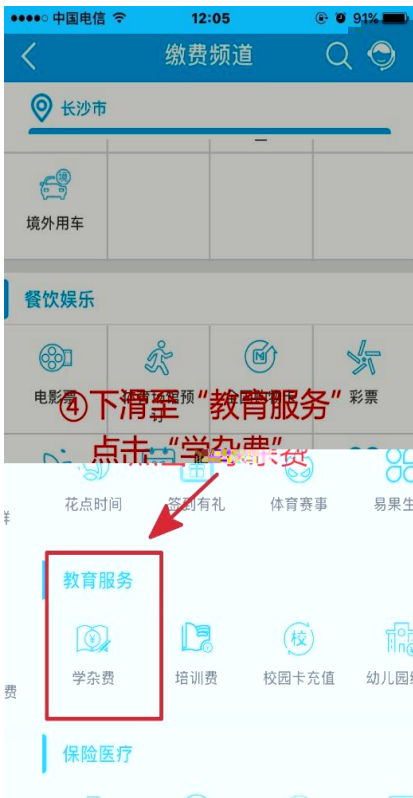 中国电信 12:05 91%
缴费频道
长沙市
境外用车
餐饮娱乐
电影票 彩票
④下滑至“教育服务”
点击“学杂费”
花点时间 签到有礼 体育赛事 易果生
教育服务
学杂费 培训费 校园卡充值 幼儿园
费
保险医疗